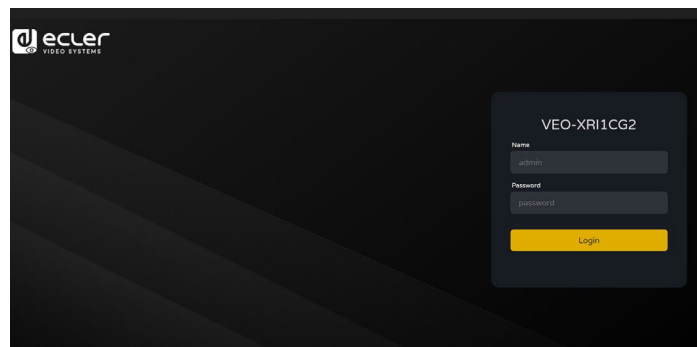 ecler
VIDEO SYSTEMS
VEO-XRI1CG2
Name
admin
Password
password
Login